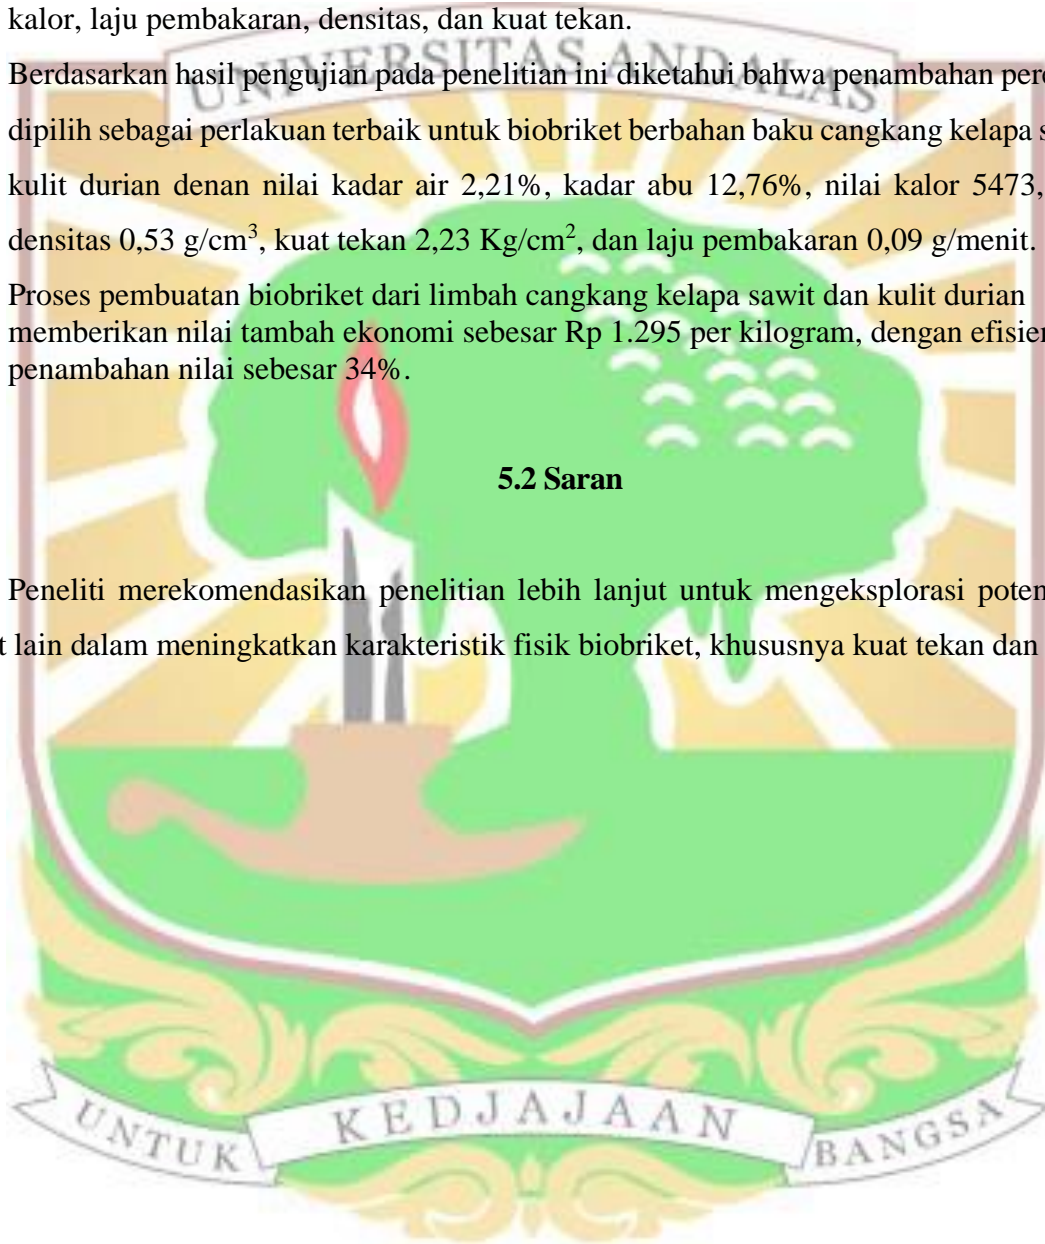 kalor, laju pembakaran, densitas, dan kuat tekan.
UNIVERSITAS ANDALAS
Berdasarkan hasil pengujian pada penelitian ini diketahui bahwa penambahan
dipilih sebagai perlakuan terbaik untuk biobriket berbahan baku cangkang kelapa
kulit durian denan nilai kadar air 2,21%, kadar abu 12,76%, nilai kalor 5473,
densitas 0,53 g/cm³, kuat tekan 2,23 Kg/cm², dan laju pembakaran 0,09 g/menit.
Proses pembuatan biobriket dari limbah cangkang kelapa sawit dan kulit durian
memberikan nilai tambah ekonomi sebesar Rp 1.295 per kilogram, dengan
penambahan nilai sebesar 34%.
5.2 Saran
Peneliti merekomendasikan penelitian lebih lanjut untuk mengeksplorasi
lain dalam meningkatkan karakteristik fisik biobriket, khususnya kuat tekan dan
UNTUK KEDJAJAAN BANGSA